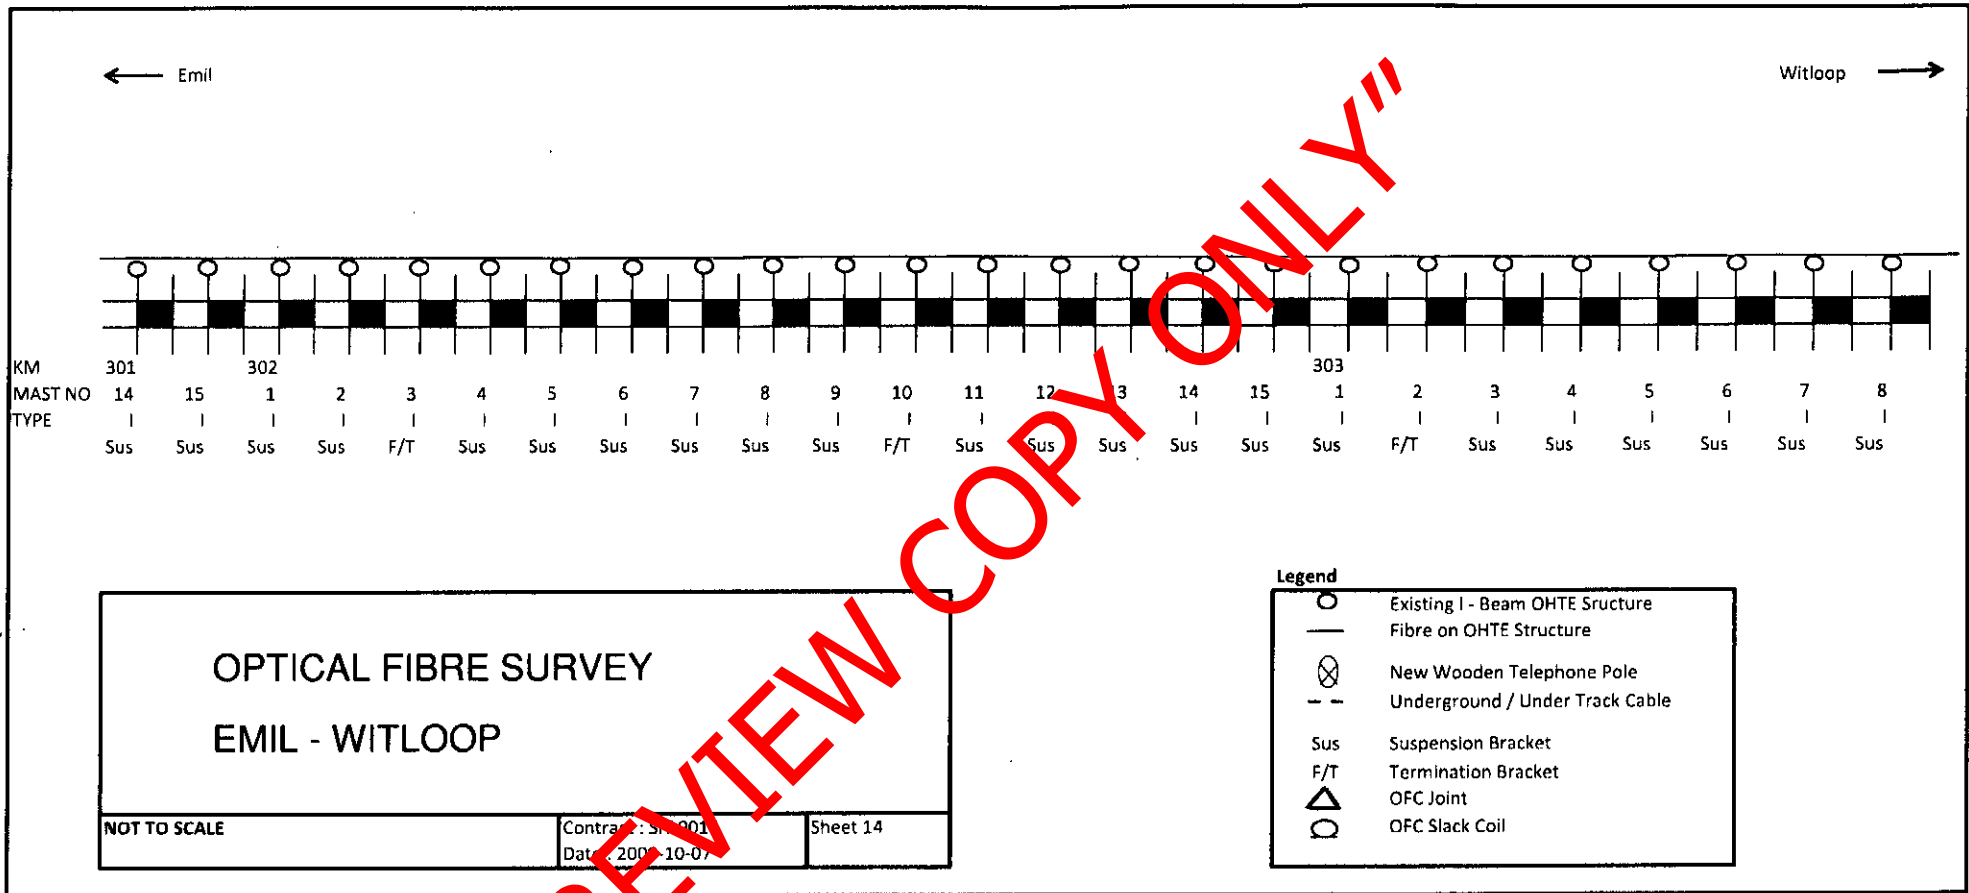 Emil
Witloop
KM 301 302 303
MAST NO 14 15 1 2 3 4 5 6 7 8 9 10 11 12 13 14 15 1 2 3 4 5 6 7 8
TYPE I I I I I I I I I I I I I I I I I I I I I I I I I
Sus Sus Sus Sus F/T Sus Sus Sus Sus Sus Sus F/T Sus Sus Sus Sus Sus Sus F/T Sus Sus Sus Sus Sus Sus
Legend
Existing I - Beam OHTE Sructure
Fibre on OHTE Structure
New Wooden Telephone Pole
Underground / Under Track Cable
Sus Suspension Bracket
F/T Termination Bracket
OFC Joint
OFC Slack Coil
OPTICAL FIBRE SURVEY
EMIL - WITLOOP
NOT TO SCALE
Sheet 14
REVIEW COPY ONLY"